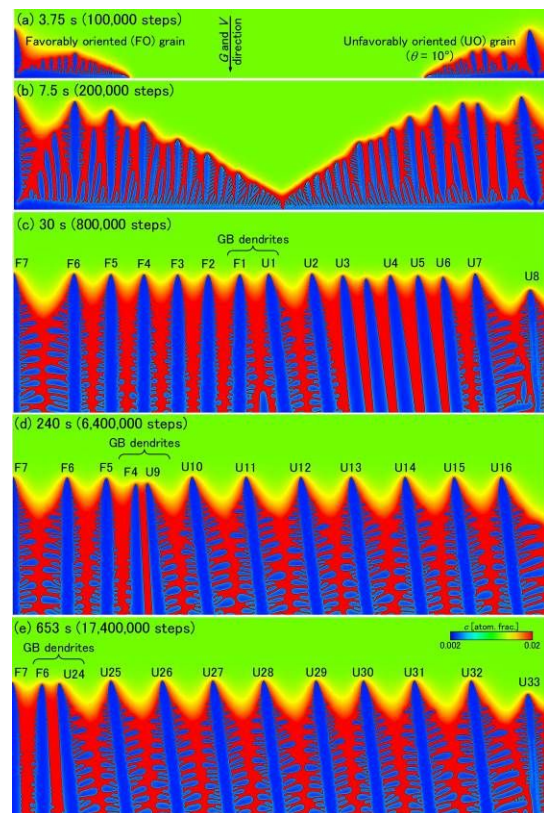 (a) 3.75 s (100,000 steps)
Favorably oriented (FO) grain
G and V
direction
Unfavorably oriented (UO) grain
(θ = 10°)
(b) 7.5 s (200,000 steps)
(c) 30 s (800,000 steps)
GB dendrites
F7 F6 F5 F4 F3 F2 F1 U1 U2 U3 U4 U5 U6 U7 U8
(d) 240 s (6,400,000 steps)
GB dendrites
F7 F6 F5 F4 U9 U10 U11 U12 U13 U14 U15 U16
(e) 653 s (17,400,000 steps)
c [atom. frac.]
0.002 0.02
GB dendrites
F7 F6 U24 U25 U26 U27 U28 U29 U30 U31 U32 U33